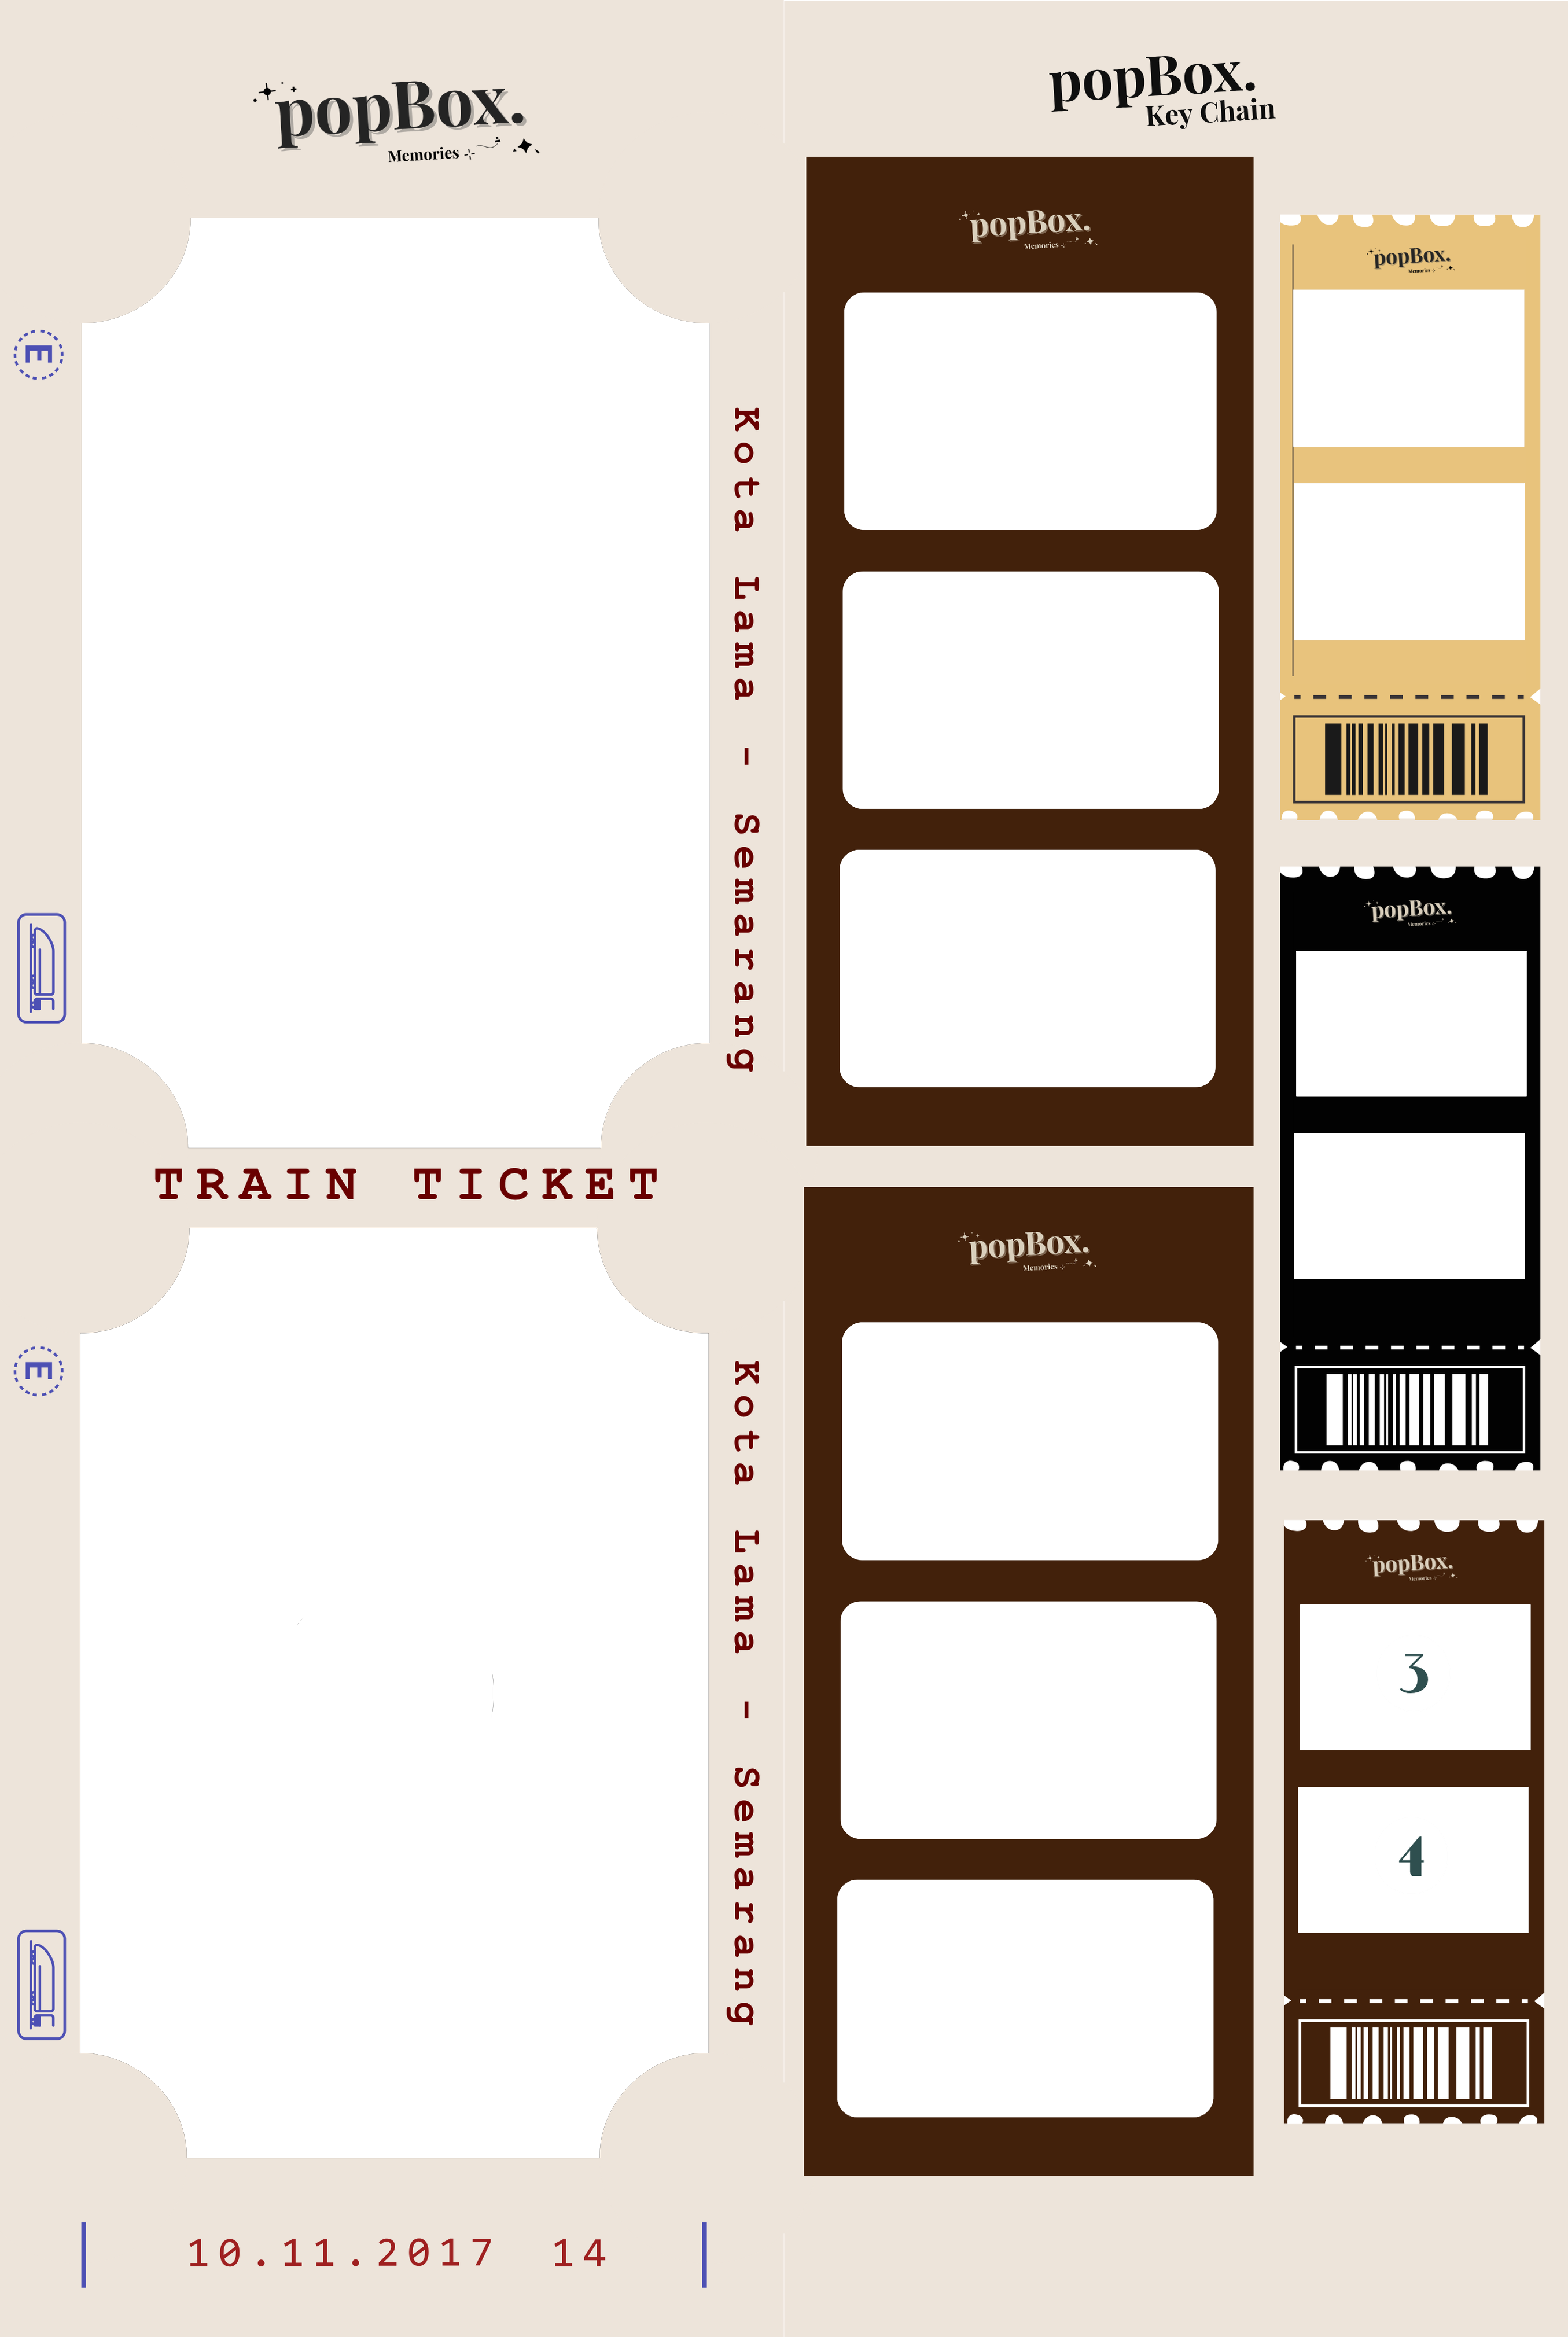 popBox.
Memories
E
Kota Lama - Semarang
TRAIN TICKET
E
Kota Lama - Semarang
10.11.2017 14
popBox.
Key Chain
popBox.
Memories
popBox.
Memories
popBox.
Memories
popBox.
Memories
popBox.
Memories
3
4